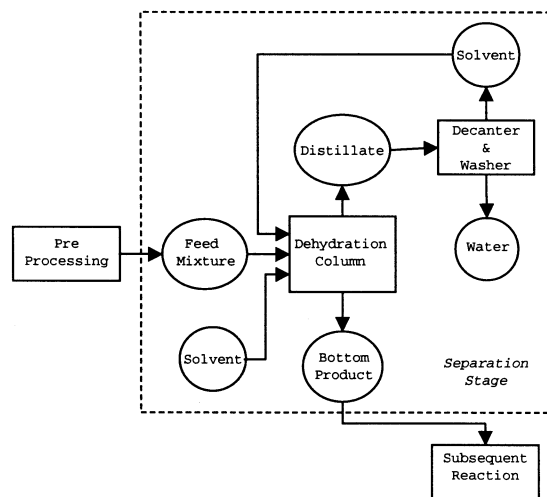 Solvent
Decanter
&
Washer
Distillate
Pre
Processing
Feed
Mixture
Dehydration
Column
Water
Solvent
Bottom
Product
Separation
Stage
Subsequent
Reaction